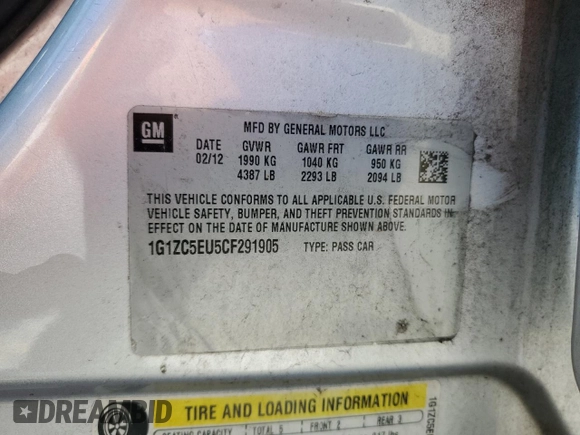 GM
MFD BY GENERAL MOTORS LLC
DATE GVWR GAWR FRT GAWR RR
02/12 1990 KG 1040 KG 950 KG
4387 LB 2293 LB 2094 LB
THIS VEHICLE CONFORMS TO ALL APPLICABLE U.S. FEDERAL MOTOR
VEHICLE SAFETY, BUMPER, AND THEFT PREVENTION STANDARDS IN
EFFECT ON THE DATE OF MANUFACTURE SHOWN ABOVE.
1G1ZC5EU5CF291905 TYPE: PASS CAR
TIRE AND LOADING INFORMATION
SEATING CAPACITY TOTAL 5 FRONT 2 REAR 3
1G1ZC5E
DREAMBID